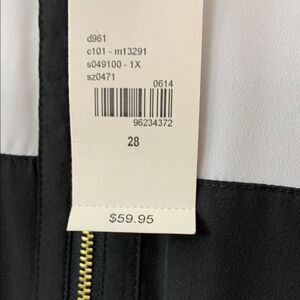 d961
c101 - m13291
s049100 - 1X
sz0471
0614
96234372
28
$59.95